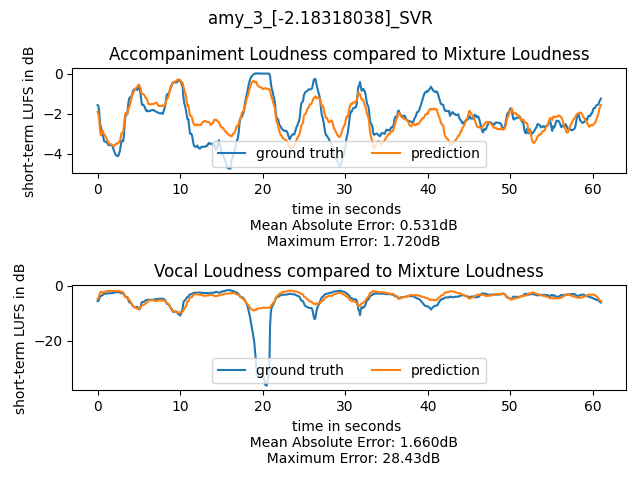 amy_3_[-2.18318038]_SVR
Accompaniment Loudness compared to Mixture Loudness
short-term LUFS in dB
0
−2
−4
ground truth prediction
0 10 20 30 40 50 60
time in seconds
Mean Absolute Error: 0.531dB
Maximum Error: 1.720dB
Vocal Loudness compared to Mixture Loudness
short-term LUFS in dB
0
−20
ground truth prediction
0 10 20 30 40 50 60
time in seconds
Mean Absolute Error: 1.660dB
Maximum Error: 28.43dB